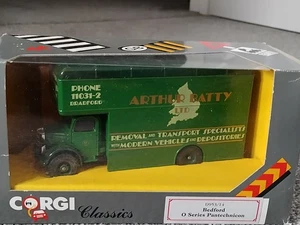 PHONE
11031-2
BRADFORD
ARTHUR BATTY
LTD
REMOVAL AND TRANSPORT SPECIALISTS
WITH MODERN VEHICLES AND DEPOSITORIES
CORGI
Classics
Bedford
O Series Pantechnicon